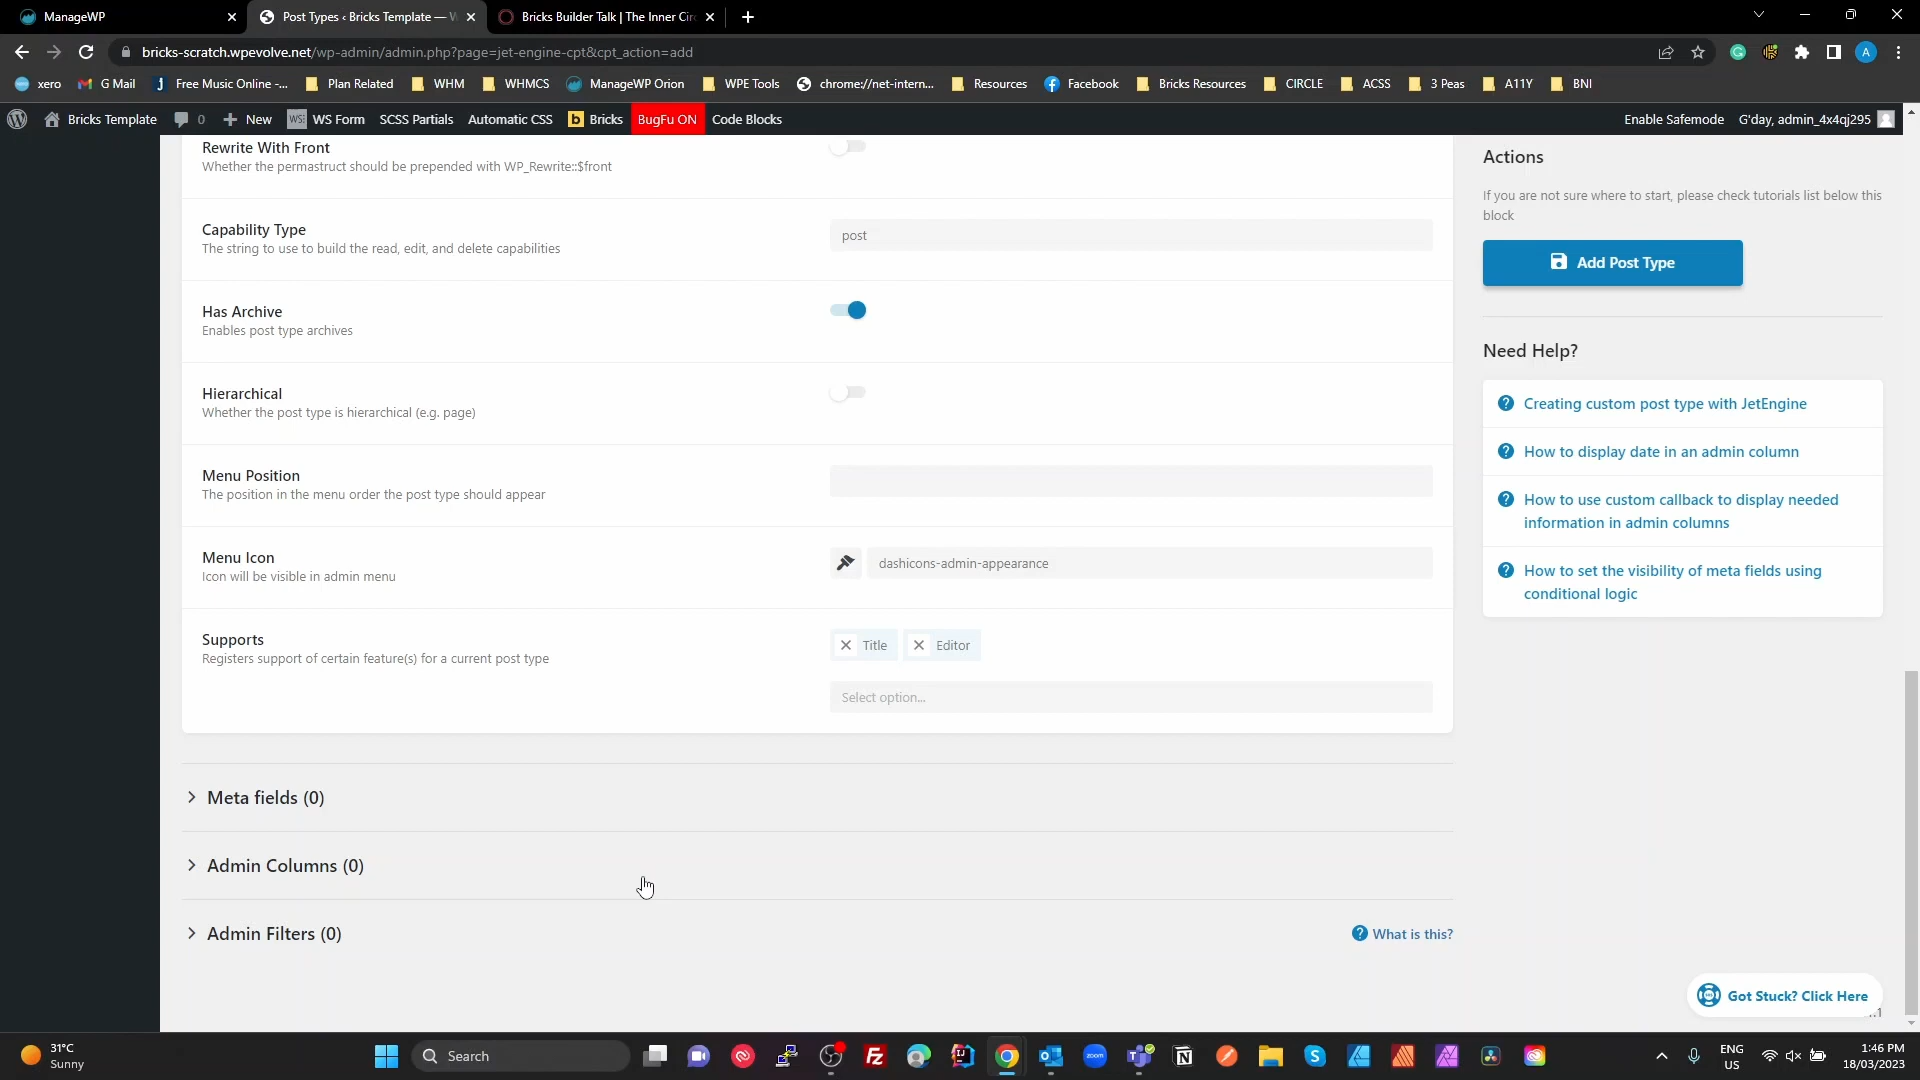 ManageWP
Post Types ‹ Bricks Template — W
Bricks Builder Talk | The Inner Cir
bricks-scratch.wpevolve.net/wp-admin/admin.php?page=jet-engine-cpt&cpt_action=add
A
xero
G Mail
Free Music Online -...
Plan Related
WHM
WHMCS
ManageWP Orion
WPE Tools
chrome://net-intern...
Resources
Facebook
Bricks Resources
CIRCLE
ACSS
3 Peas
A11Y
BNI
Bricks Template
0
New
WS Form
SCSS Partials
Automatic CSS
b Bricks
BugFu ON
Code Blocks
Enable Safemode
G'day, admin_4x4qj295
Rewrite With Front
Whether the permastruct should be prepended with WP_Rewrite::$front
Capability Type
The string to use to build the read, edit, and delete capabilities
post
Has Archive
Enables post type archives
Hierarchical
Whether the post type is hierarchical (e.g. page)
Menu Position
The position in the menu order the post type should appear
Menu Icon
Icon will be visible in admin menu
dashicons-admin-appearance
Supports
Registers support of certain feature(s) for a current post type
Title
Editor
Select option...
Meta fields (0)
Admin Columns (0)
Admin Filters (0)
What is this?
Actions
If you are not sure where to start, please check tutorials list below this
block
Add Post Type
Need Help?
Creating custom post type with JetEngine
How to display date in an admin column
How to use custom callback to display needed
information in admin columns
How to set the visibility of meta fields using
conditional logic
Got Stuck? Click Here
31°C
Sunny
Search
zoom
ENG
US
1:46 PM
18/03/2023